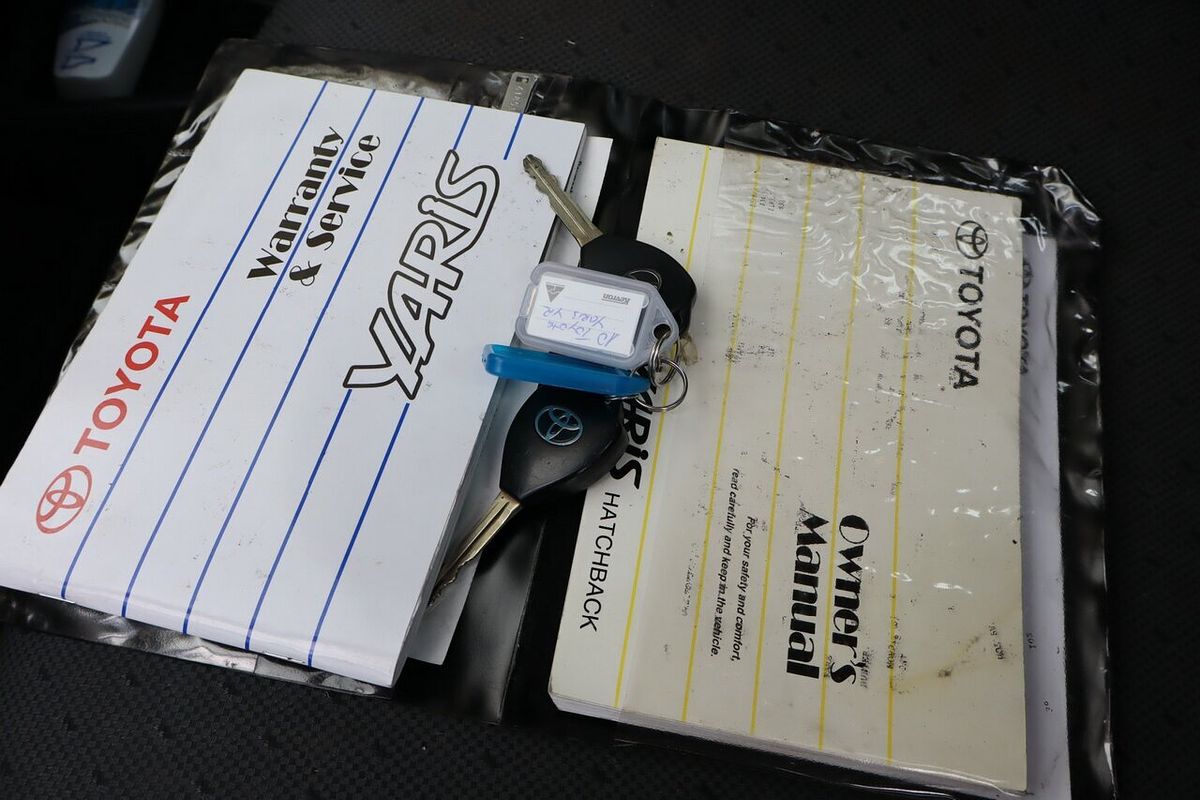 TOYOTA
Warranty
& Service
YARiS
Kevron
TOYOTA
YARIS YR
TOYOTA
YARiS HATCHBACK
Owner's
Manual
For your safety and comfort,
read carefully and keep in the vehicle.